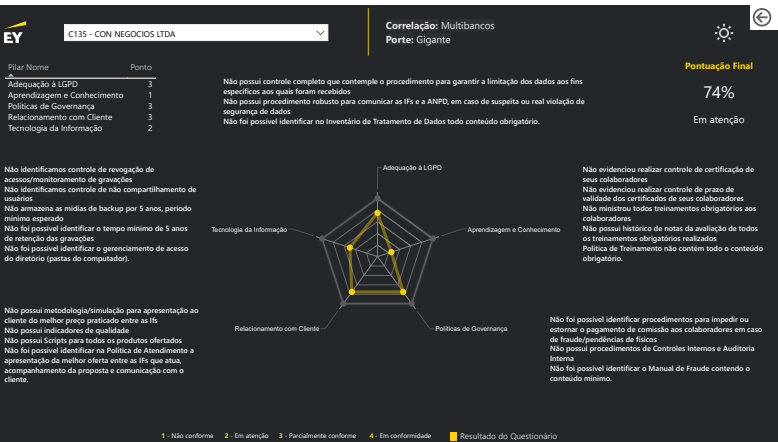 EY
C135 - CON NEGOCIOS LTDA
Correlação: Multibancos
Porte: Gigante
Pilar Nome Ponto
Adequação à LGPD 3
Aprendizagem e Conhecimento 1
Políticas de Governança 3
Relacionamento com Cliente 3
Tecnologia da Informação 2
Não possui controle completo que contemple o procedimento para garantir a limitação dos dados aos fins
específicos aos quais foram recebidos
Não possui procedimento robusto para comunicar as IFs e a ANPD, em caso de suspeita ou real violação de
segurança de dados
Não foi possível identificar no Inventário de Tratamento de Dados todo conteúdo obrigatório.
Pontuação Final
74%
Em atenção
Não identificamos controle de revogação de
acessos/monitoramento de gravações
Não identificamos controle de não compartilhamento de
usuários
Não armazena as mídias de backup por 5 anos, período
mínimo esperado
Não foi possível identificar o tempo mínimo de 5 anos
de retenção das gravações
Não foi possível identificar o gerenciamento de acesso
do diretório (pastas do computador).
Adequação à LGPD
Tecnologia da Informação
Aprendizagem e Conhecimento
Relacionamento com Cliente
Políticas de Governança
Não evidenciou realizar controle de certificação de
seus colaboradores
Não evidenciou realizar controle de prazo de
validade dos certificados de seus colaboradores
Não ministrou todos treinamentos obrigatórios aos
colaboradores
Não possui histórico de notas da avaliação de todos
os treinamentos obrigatórios realizados
Política de Treinamento não contém todo o conteúdo
obrigatório.
Não possui metodologia/simulação para apresentação ao
cliente do melhor preço praticado entre as Ifs
Não possui indicadores de qualidade
Não possui Scripts para todos os produtos ofertados
Não foi possível identificar na Política de Atendimento a
apresentação da melhor oferta entre as IFs que atua,
acompanhamento da proposta e comunicação com o
cliente.
Não foi possível identificar procedimentos para impedir ou
estornar o pagamento de comissão aos colaboradores em caso
de fraude/pendências de físicos
Não possui procedimentos de Controles Internos e Auditoria
Interna
Não foi possível identificar o Manual de Fraude contendo o
conteúdo mínimo.
1 - Não conforme 2 - Em atenção 3 - Parcialmente conforme 4 - Em conformidade Resultado do Questionário